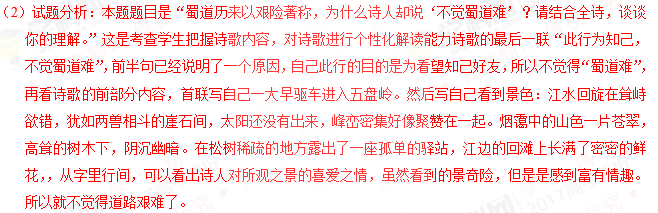 （2）试题分析：本题题目是“蜀道历来以艰险著称，为什么诗人却说‘不觉蜀道难’？请结合全诗，谈谈
你的理解。”这是考查学生把握诗歌内容，对诗歌进行个性化解读能力诗歌的最后一联“此行为知己，
不觉蜀道难”，前半句已经说明了一个原因，自己此行的目的是为看望知己好友，所以不觉得“蜀道难”，
再看诗歌的前部分内容，首联写自己一大早驱车进入五盘岭。然后写自己看到景色：江水回旋在耸峙
欲错，犹如两兽相斗的崖石间，太阳还没有出来，峰峦密集好像聚赞在一起。烟霭中的山色一片苍翠，
高耸的树木下，阴沉幽暗。在松树稀疏的地方露出了一座孤单的驿站，江边的回滩上长满了密密的鲜
花，，从字里行间，可以看出诗人对所观之景的喜爱之情，虽然看到的景奇险，但是是感到富有情趣。
所以就不觉得道路艰难了。